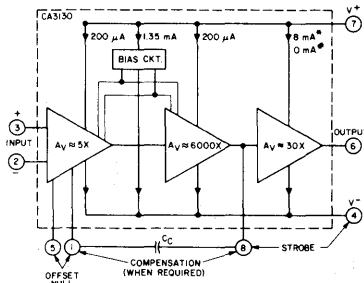 CA3130
V+
7
200 µA
1.35 mA
200 µA
8 mA*
0 mA
BIAS CKT.
+
3
INPUT
2
−
AV ≈ 5X
AV ≈ 6000X
AV ≈ 30X
OUTPUT
6
V−
4
CC
5
1
8
STROBE
OFFSET
NULL
COMPENSATION
(WHEN REQUIRED)